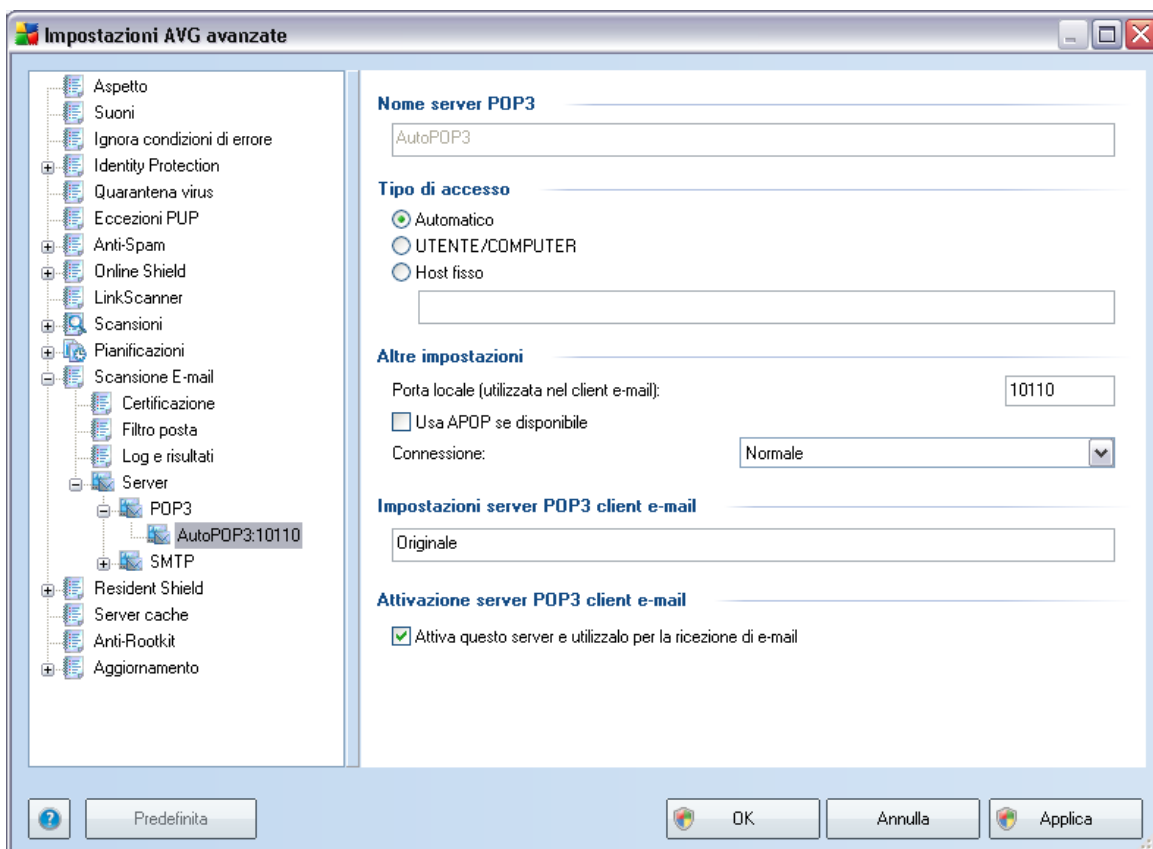 Impostazioni AVG avanzate
Aspetto
Suoni
Ignora condizioni di errore
Identity Protection
Quarantena virus
Eccezioni PUP
Anti-Spam
Online Shield
LinkScanner
Scansioni
Pianificazioni
Scansione E-mail
Certificazione
Filtro posta
Log e risultati
Server
POP3
AutoPOP3:10110
SMTP
Resident Shield
Server cache
Anti-Rootkit
Aggiornamento
Nome server POP3
AutoPOP3
Tipo di accesso
Automatico
UTENTE/COMPUTER
Host fisso
Altre impostazioni
Porta locale (utilizzata nel client e-mail): 10110
Usa APOP se disponibile
Connessione: Normale
Impostazioni server POP3 client e-mail
Originale
Attivazione server POP3 client e-mail
Attiva questo server e utilizzalo per la ricezione di e-mail
Predefinita OK Annulla Applica